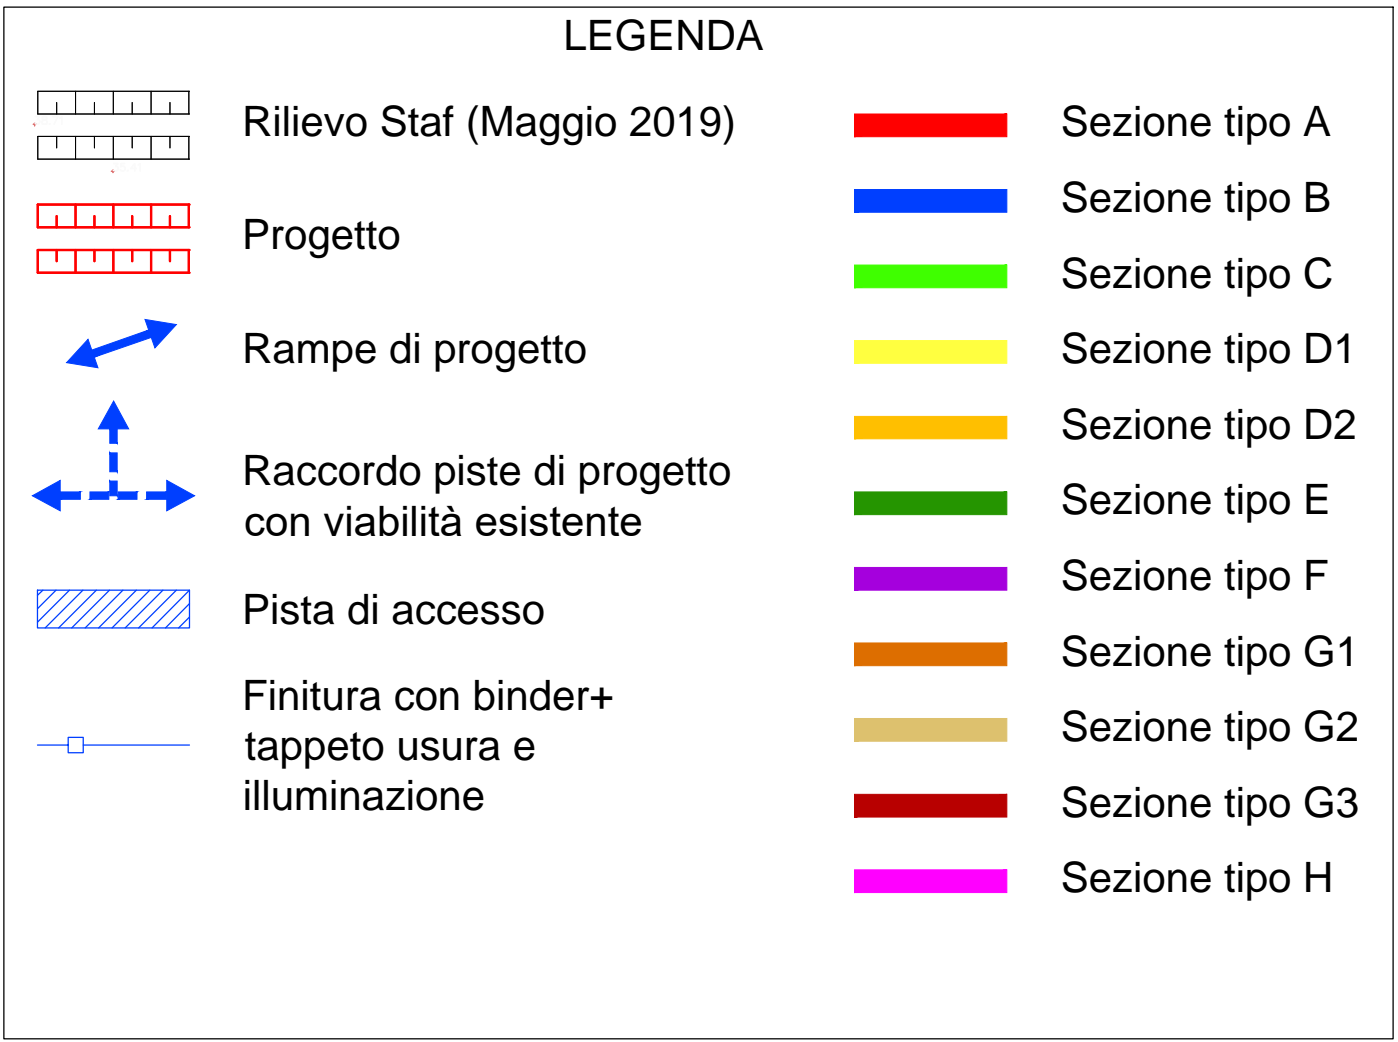 LEGENDA
Rilievo Staf (Maggio 2019)
Progetto
Rampe di progetto
Raccordo piste di progetto
con viabilità esistente
Pista di accesso
Finitura con binder+
tappeto usura e
illuminazione
Sezione tipo A
Sezione tipo B
Sezione tipo C
Sezione tipo D1
Sezione tipo D2
Sezione tipo E
Sezione tipo F
Sezione tipo G1
Sezione tipo G2
Sezione tipo G3
Sezione tipo H